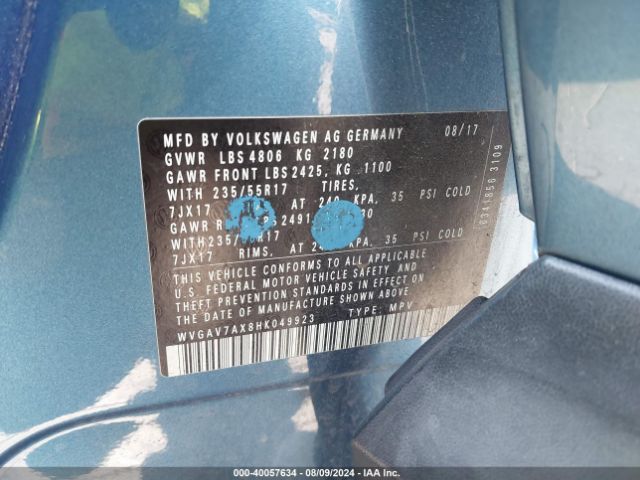 MFD BY VOLKSWAGEN AG GERMANY 08/17
GVWR LBS 4806 KG 2180
GAWR FRONT LBS 2425, KG 1100
WITH 235/55R17 TIRES,
7JX17 AT 240 KPA, 35 PSI COLD
GAWR 2491
WITH 235/ R17
7JX17 RIMS, AT KPA, 35 PSI COLD
THIS VEHICLE CONFORMS TO ALL APPLICABLE
U.S FEDERAL MOTOR VEHICLE SAFETY AND
THEFT PREVENTION STANDARDS IN EFFECT ON
THE DATE OF MANUFACTURE SHOWN ABOVE
WVGAV7AX8HK049923 TYPE: MPV
6341856 3109
000-40057634 - 08/09/2024 - IAA Inc.